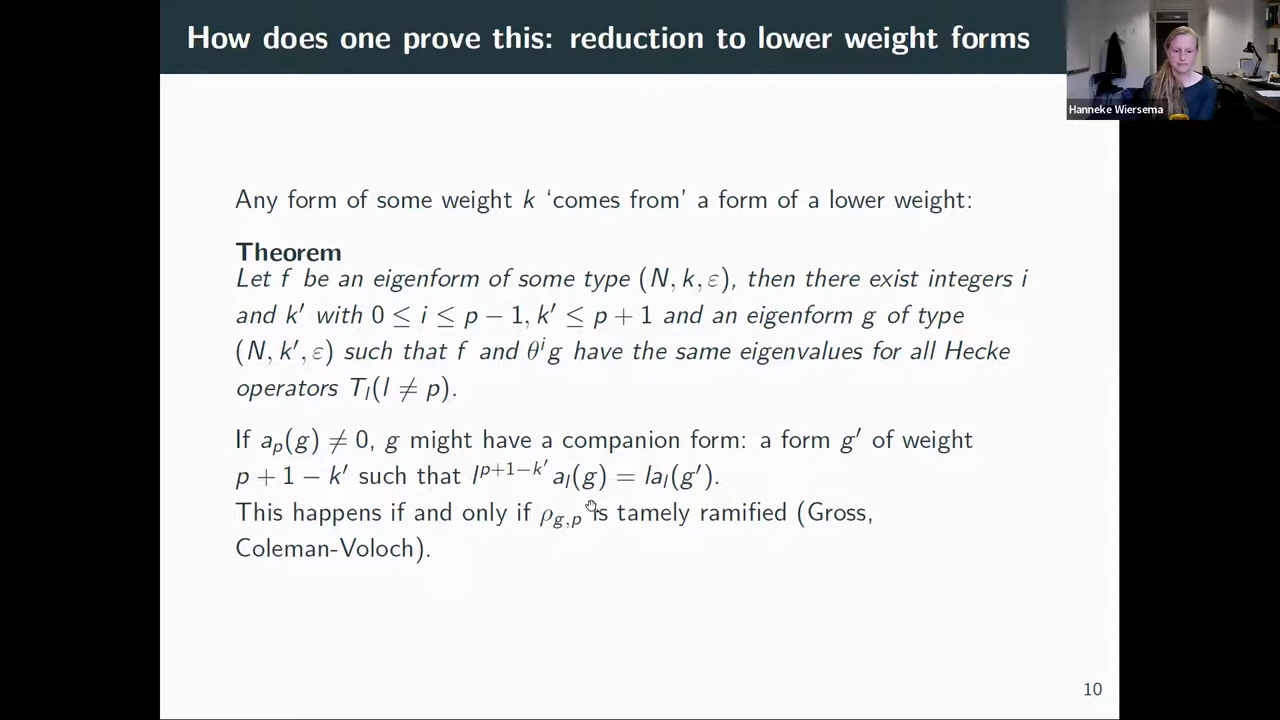 How does one prove this: reduction to lower weight forms
Hanneke Wiersema
Any form of some weight k ‘comes from’ a form of a lower weight:
Theorem
Let f be an eigenform of some type (N, k, ε), then there exist integers i
and k′ with 0 ≤ i ≤ p − 1, k′ ≤ p + 1 and an eigenform g of type
(N, k′, ε) such that f and θ^i g have the same eigenvalues for all Hecke
operators T_l(l ≠ p).
If a_p(g) ≠ 0, g might have a companion form: a form g′ of weight
p + 1 − k′ such that l^{p+1−k′} a_l(g) = la_l(g′).
This happens if and only if ρ_{g,p} is tamely ramified (Gross,
Coleman-Voloch).
10